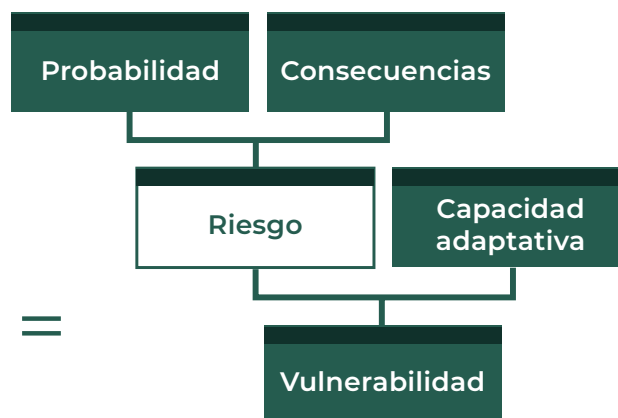 Probabilidad
Consecuencias
Riesgo
Capacidad
adaptativa
=
Vulnerabilidad